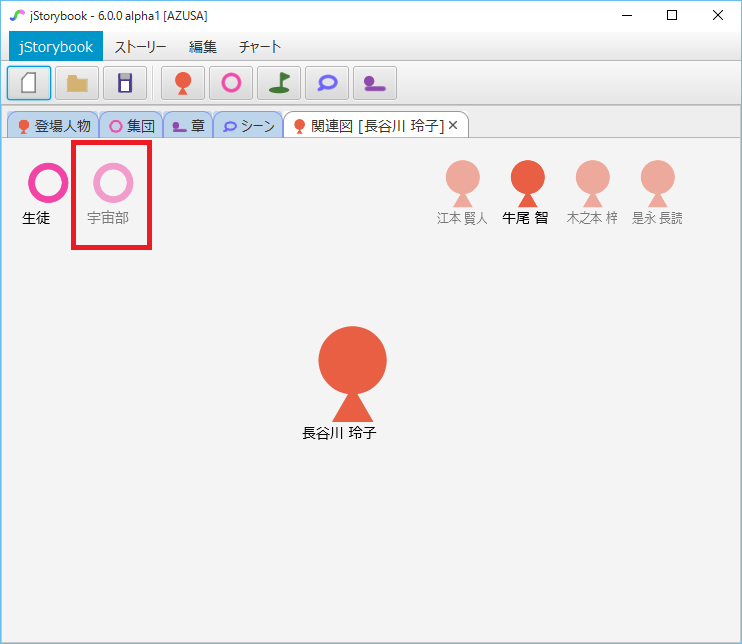 jStorybook - 6.0.0 alpha1 [AZUSA]
jStorybook ストーリー 編集 チャート
登場人物 集団 章 シーン 関連図 [長谷川 玲子]
生徒 宇宙部 江本 賢人 牛尾 智 木之本 梓 是永 長読
長谷川 玲子